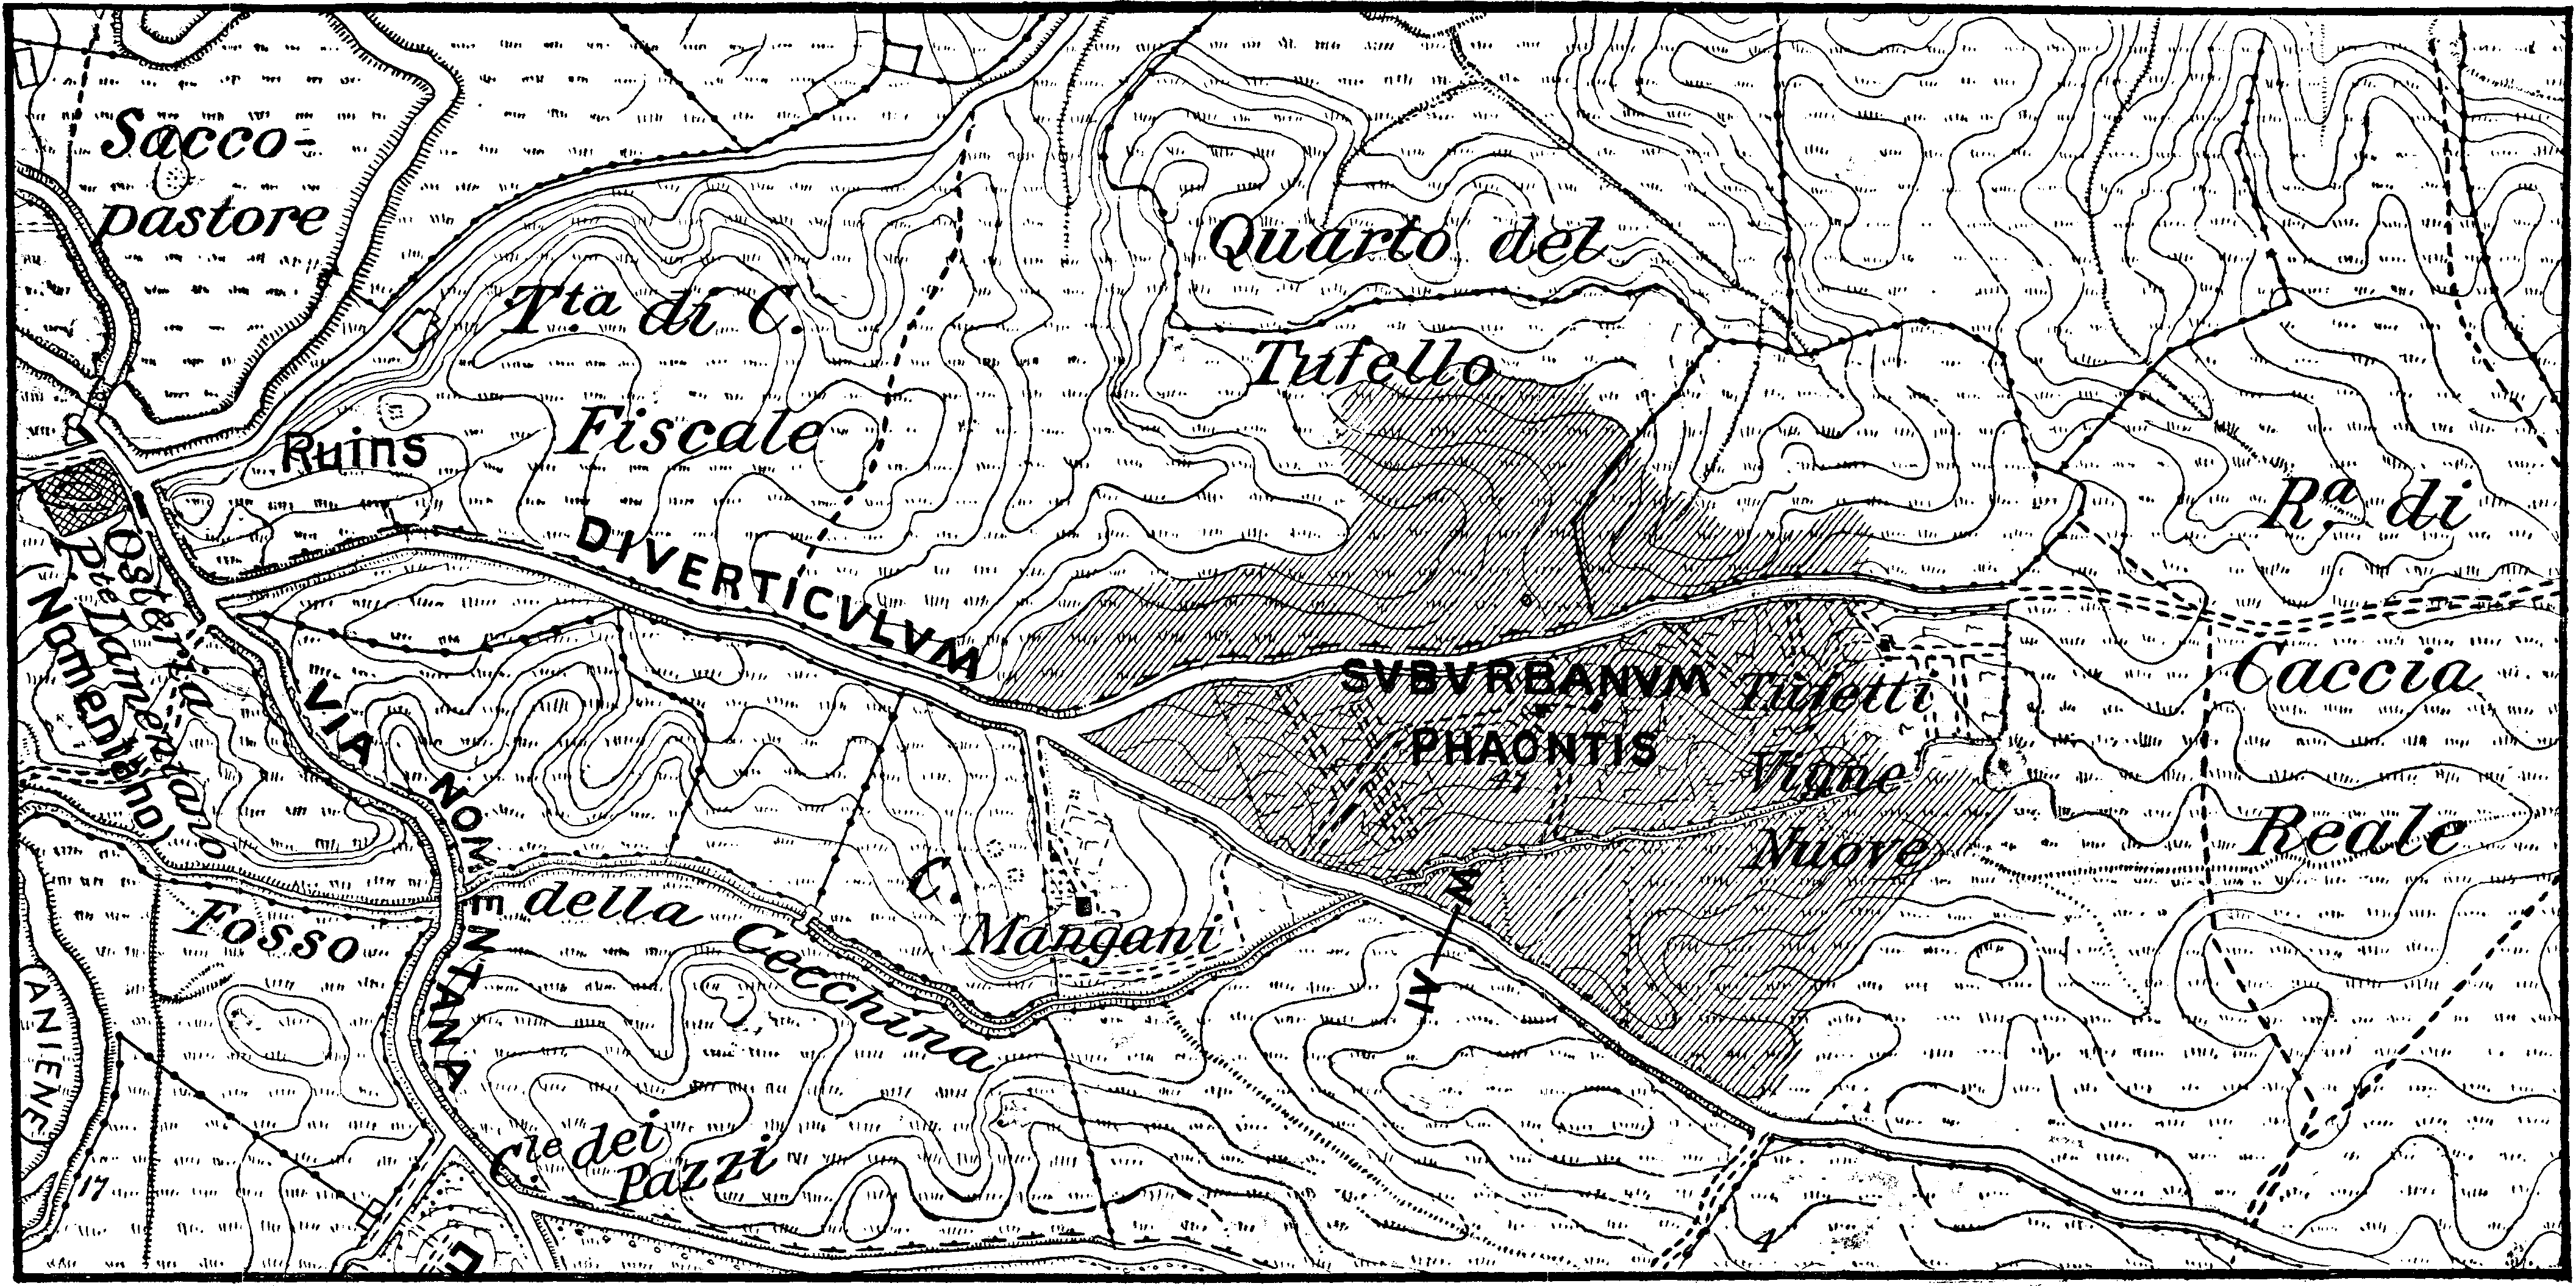 Sacco-
pastore
Quarto del
Tufello
Tta di C.
Fiscale
Ruins
Ra di
Caccia
Reale
DIVERTICVLVM
SVBVRBANVM
PHAONTIS
47
Tufetti
Vigne
Nuove
Osteria
Pte Lamentano
(Nomentano)
VIA NOMENTANA
Fosso della Cecchina
C.
Mangani
IV M
ANIENE
17
Cle dei
Pazzi